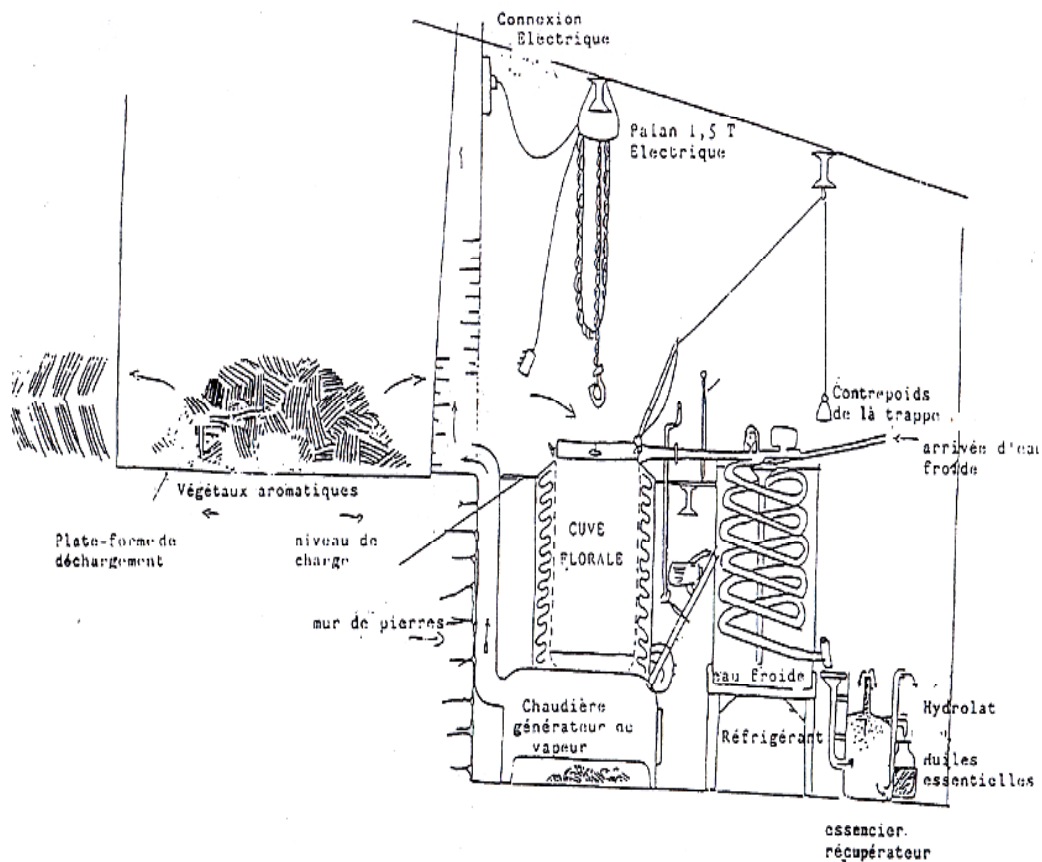 Connexion
Electrique
Palan 1,5 T
Electrique
Contrepoids
de là trappe
arrivée d'eau
froide
Végétaux aromatiques
Plate-forme de
déchargement
niveau de
charge
CUVE
FLORALE
mur de pierres
eau froide
Chaudière
générateur de
vapeur
Réfrigérant
Hydrolat
Huiles
essentielles
essencier
récupérateur